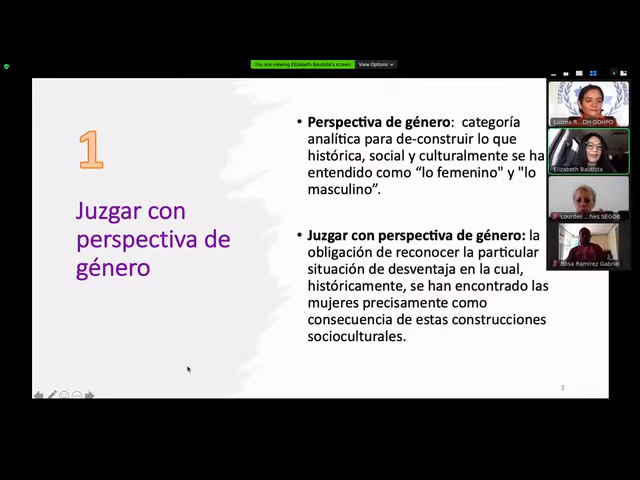 You are viewing Elizabeth Bautista's screen
View Options
1
Juzgar con
perspectiva de
género
• Perspectiva de género: categoría
analítica para de-construir lo que
histórica, social y culturalmente se ha
entendido como “lo femenino" y "lo
masculino”.
• Juzgar con perspectiva de género: la
obligación de reconocer la particular
situación de desventaja en la cual,
históricamente, se han encontrado las
mujeres precisamente como
consecuencia de estas construcciones
socioculturales.
3
Elizabeth Bautista
Lourdes ...hes SEGOB
Rosa Ramírez Gabriel